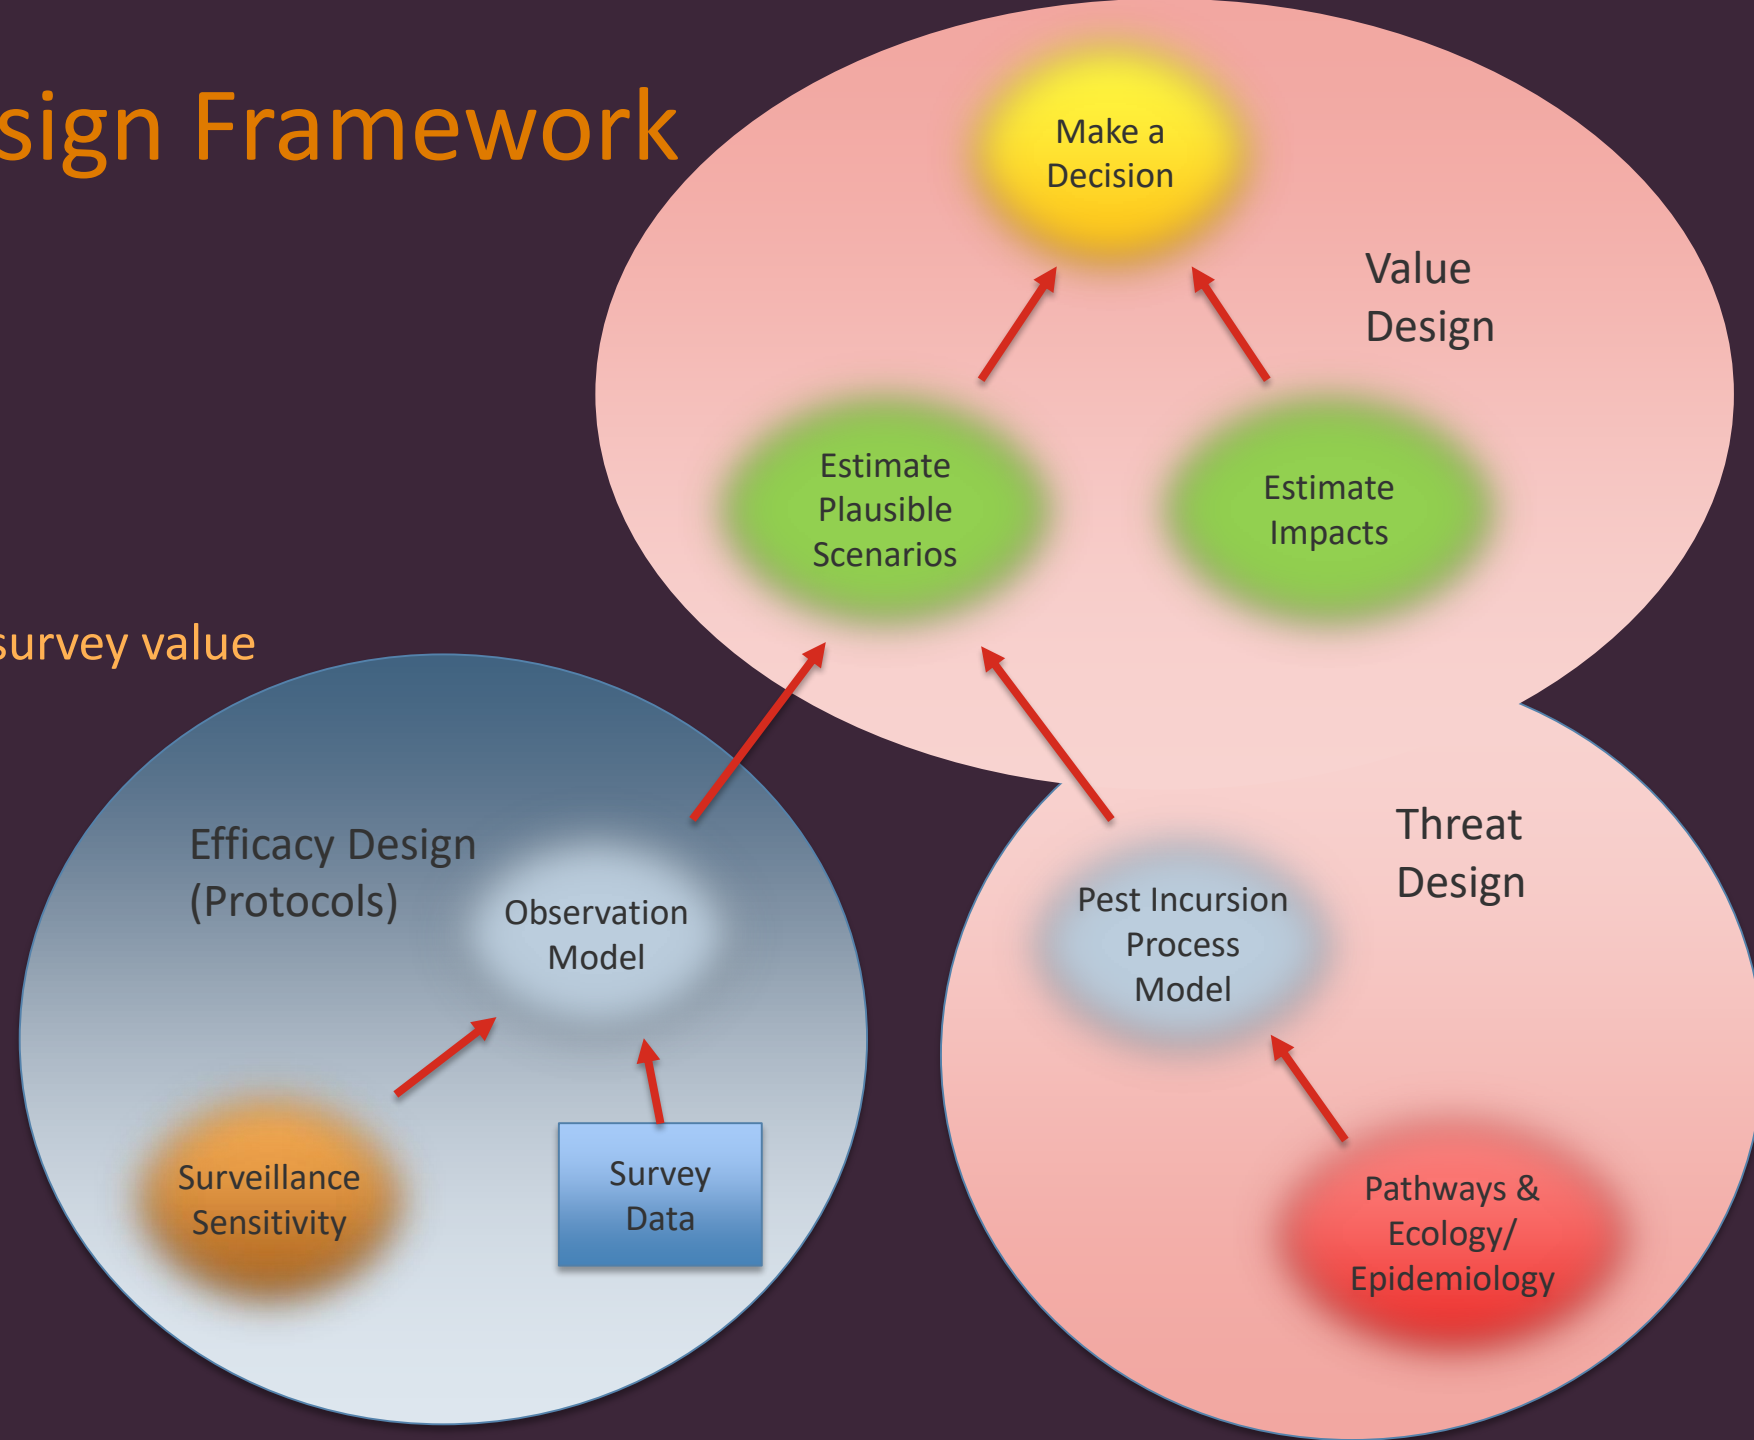 sign Framework
Make a
Decision
Value
Design
Estimate
Plausible
Scenarios
Estimate
Impacts
survey value
Efficacy Design
(Protocols)
Observation
Model
Threat
Design
Pest Incursion
Process
Model
Surveillance
Sensitivity
Survey
Data
Pathways &
Ecology/
Epidemiology